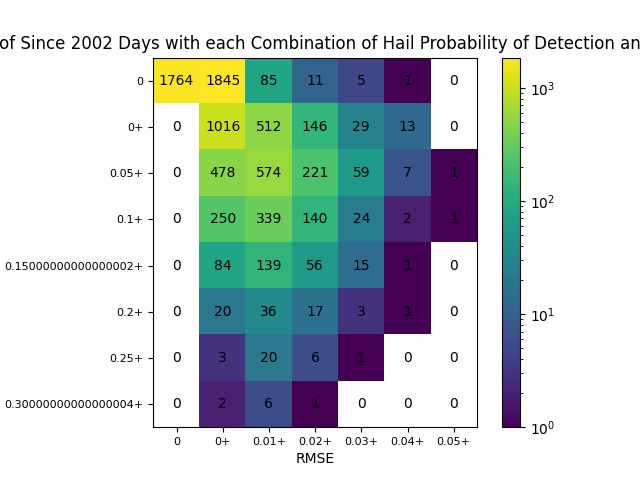 of Since 2002 Days with each Combination of Hail Probability of Detection an
0 1764 1845 85 11 5 1 0
0+ 0 1016 512 146 29 13 0
0.05+ 0 478 574 221 59 7 1
0.1+ 0 250 339 140 24 2 1
0.15000000000000002+ 0 84 139 56 15 1 0
0.2+ 0 20 36 17 3 1 0
0.25+ 0 3 20 6 1 0 0
0.30000000000000004+ 0 2 6 1 0 0 0
0 0+ 0.01+ 0.02+ 0.03+ 0.04+ 0.05+
RMSE
10³
10²
10¹
10⁰